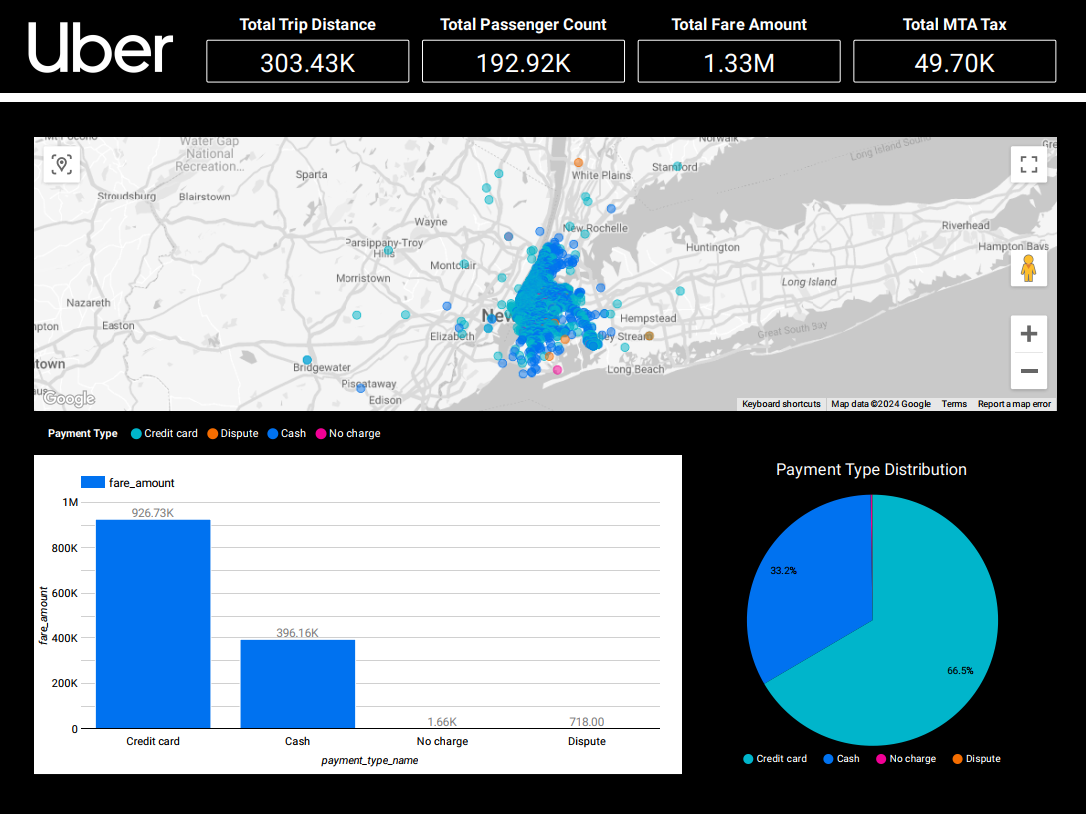 Uber
Total Trip Distance
303.43K
Total Passenger Count
192.92K
Total Fare Amount
1.33M
Total MTA Tax
49.70K
Water Gap
National
Recreation...
Norwalk
Long Island Sound
Sparta
White Plains
Stamford
Stroudsburg
Blairstown
Wayne
New Rochelle
Riverhead
Parsippany-Troy
Hills
Huntington
Hampton Bays
Montclair
Morristown
Long Island
Nazareth
New
Hempstead
Easton
Elizabeth
Great South Bay
Bridgewater
Long Beach
Piscataway
Edison
Google
Keyboard shortcuts
Map data ©2024 Google
Terms
Report a map error
Payment Type
Credit card
Dispute
Cash
No charge
fare_amount
1M
800K
600K
400K
200K
0
fare_amount
926.73K
396.16K
1.66K
718.00
Credit card
Cash
No charge
Dispute
payment_type_name
Payment Type Distribution
33.2%
66.5%
Credit card
Cash
No charge
Dispute